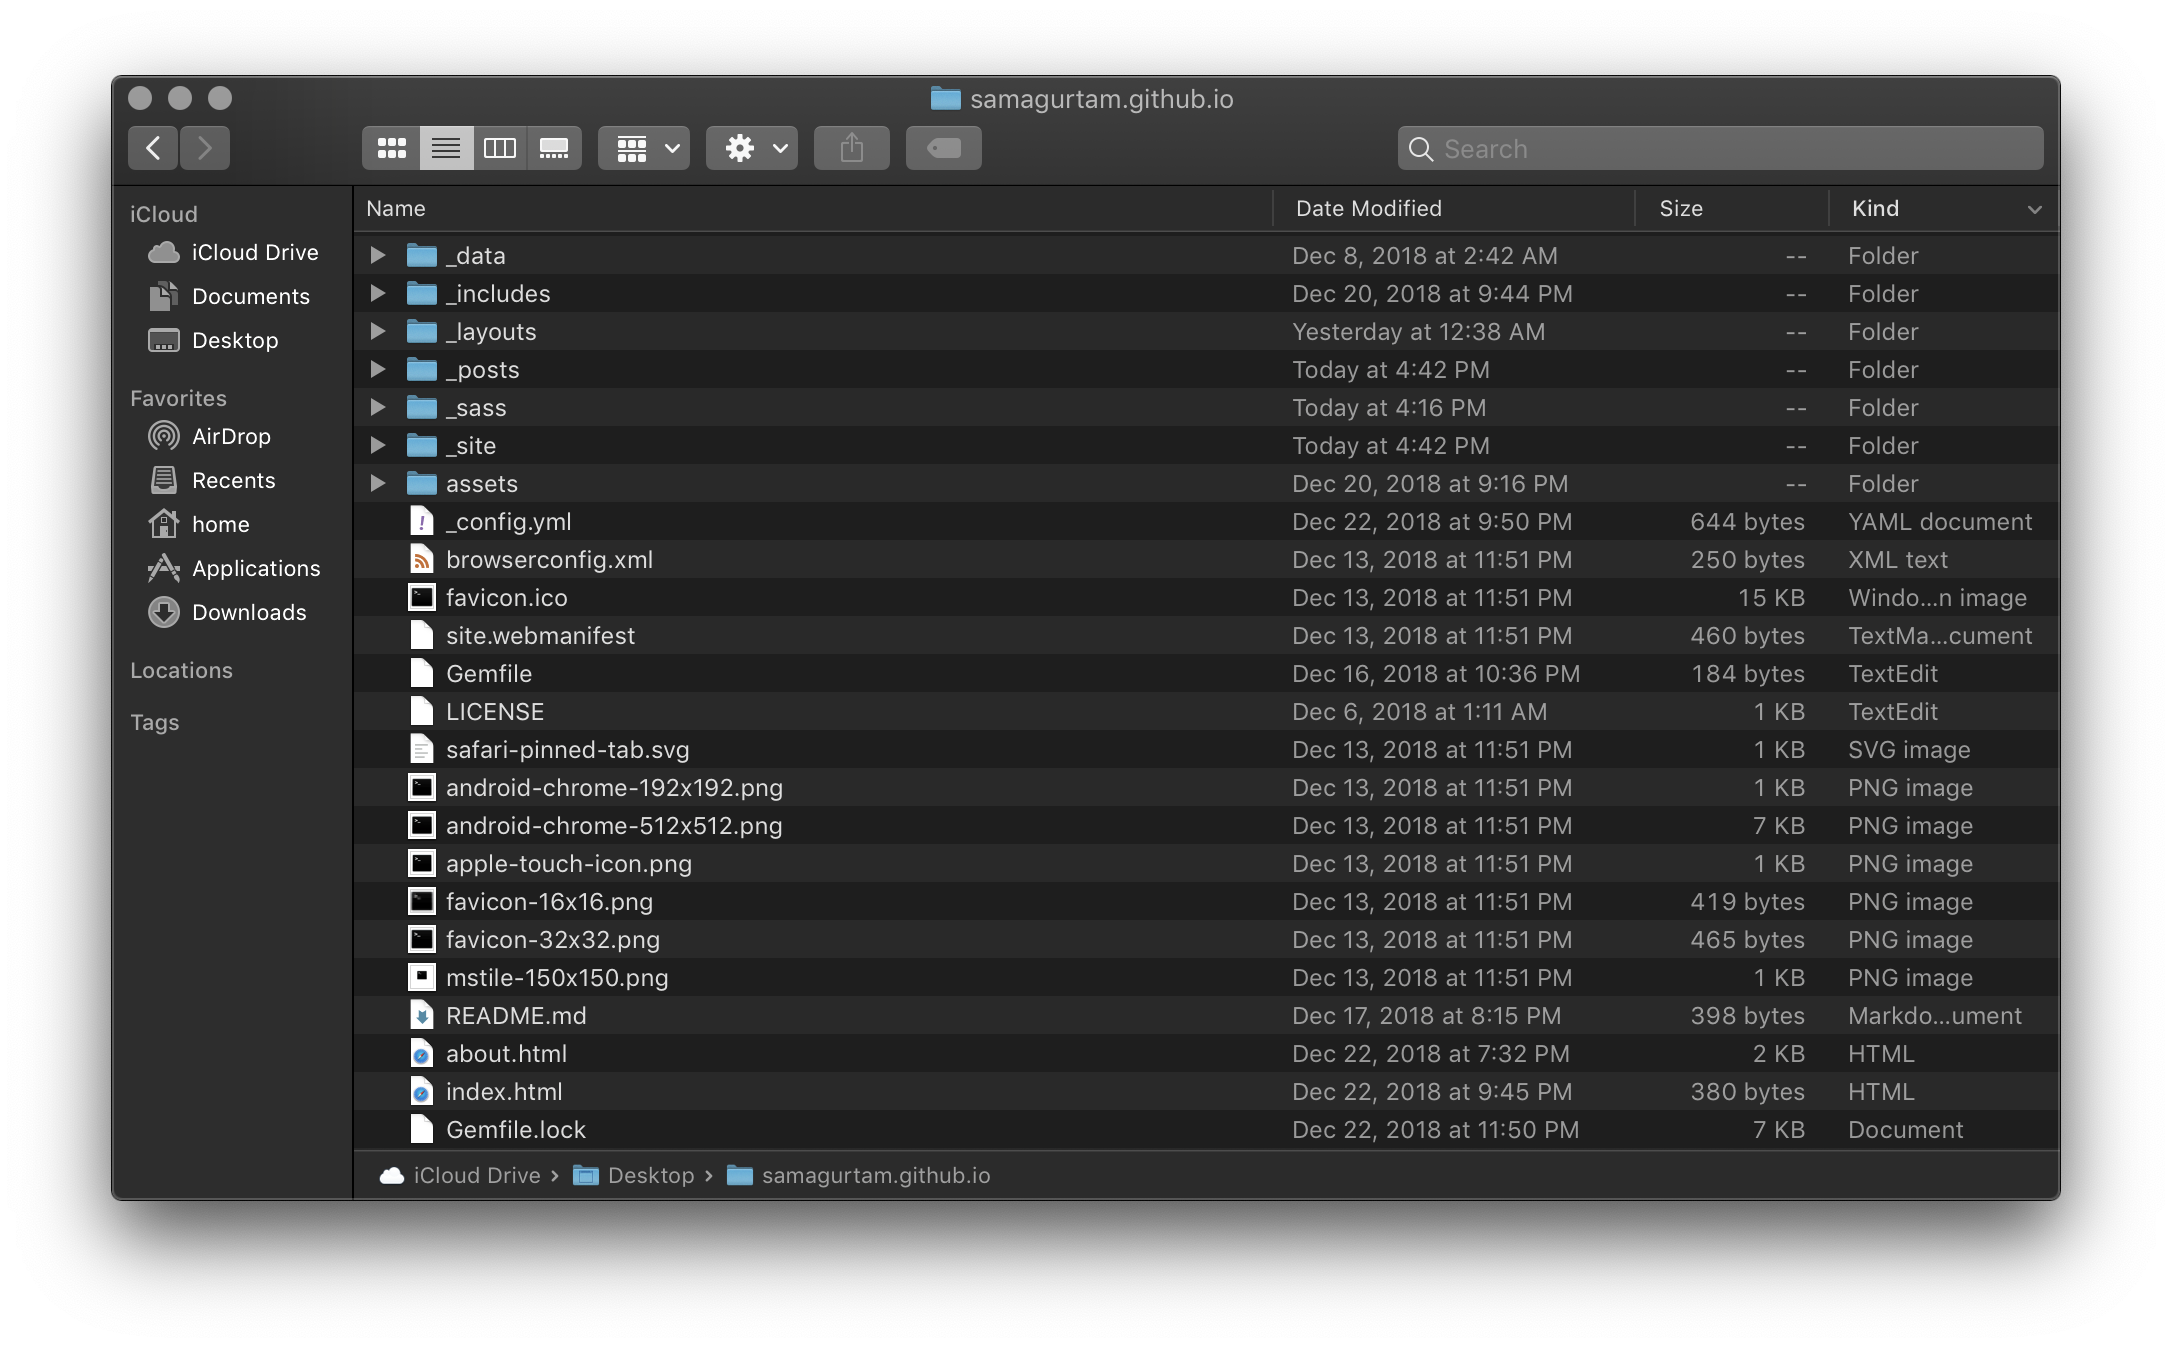 samagurtam.github.io
Search
iCloud
iCloud Drive
Documents
Desktop
Favorites
AirDrop
Recents
home
Applications
Downloads
Locations
Tags
Name Date Modified Size Kind
_data Dec 8, 2018 at 2:42 AM -- Folder
_includes Dec 20, 2018 at 9:44 PM -- Folder
_layouts Yesterday at 12:38 AM -- Folder
_posts Today at 4:42 PM -- Folder
_sass Today at 4:16 PM -- Folder
_site Today at 4:42 PM -- Folder
assets Dec 20, 2018 at 9:16 PM -- Folder
_config.yml Dec 22, 2018 at 9:50 PM 644 bytes YAML document
browserconfig.xml Dec 13, 2018 at 11:51 PM 250 bytes XML text
favicon.ico Dec 13, 2018 at 11:51 PM 15 KB Windo...n image
site.webmanifest Dec 13, 2018 at 11:51 PM 460 bytes TextMa...cument
Gemfile Dec 16, 2018 at 10:36 PM 184 bytes TextEdit
LICENSE Dec 6, 2018 at 1:11 AM 1 KB TextEdit
safari-pinned-tab.svg Dec 13, 2018 at 11:51 PM 1 KB SVG image
android-chrome-192x192.png Dec 13, 2018 at 11:51 PM 1 KB PNG image
android-chrome-512x512.png Dec 13, 2018 at 11:51 PM 7 KB PNG image
apple-touch-icon.png Dec 13, 2018 at 11:51 PM 1 KB PNG image
favicon-16x16.png Dec 13, 2018 at 11:51 PM 419 bytes PNG image
favicon-32x32.png Dec 13, 2018 at 11:51 PM 465 bytes PNG image
mstile-150x150.png Dec 13, 2018 at 11:51 PM 1 KB PNG image
README.md Dec 17, 2018 at 8:15 PM 398 bytes Markdo...ument
about.html Dec 22, 2018 at 7:32 PM 2 KB HTML
index.html Dec 22, 2018 at 9:45 PM 380 bytes HTML
Gemfile.lock Dec 22, 2018 at 11:50 PM 7 KB Document
iCloud Drive › Desktop › samagurtam.github.io